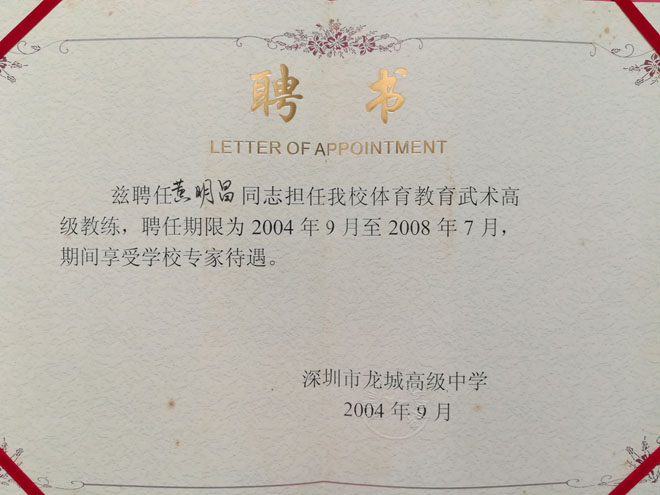 聘书
LETTER OF APPOINTMENT
兹聘任黄明昌同志担任我校体育教育武术高
级教练，聘任期限为 2004 年 9 月至 2008 年 7 月，
期间享受学校专家待遇。
深圳市龙城高级中学
2004 年 9 月